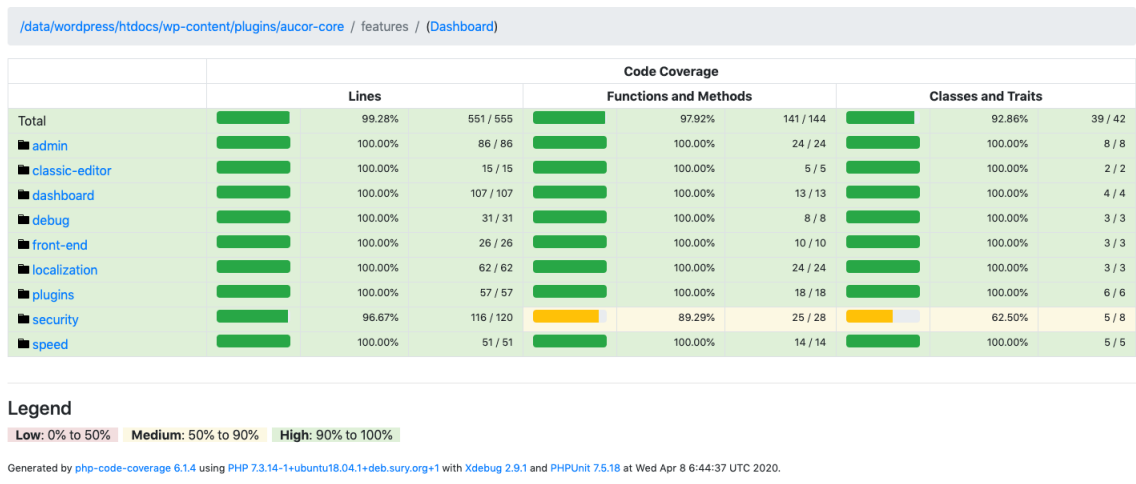 /data/wordpress/htdocs/wp-content/plugins/aucor-core / features / (Dashboard)
Code Coverage
Lines Functions and Methods Classes and Traits
Total 99.28% 551 / 555 97.92% 141 / 144 92.86% 39 / 42
admin 100.00% 86 / 86 100.00% 24 / 24 100.00% 8 / 8
classic-editor 100.00% 15 / 15 100.00% 5 / 5 100.00% 2 / 2
dashboard 100.00% 107 / 107 100.00% 13 / 13 100.00% 4 / 4
debug 100.00% 31 / 31 100.00% 8 / 8 100.00% 3 / 3
front-end 100.00% 26 / 26 100.00% 10 / 10 100.00% 3 / 3
localization 100.00% 62 / 62 100.00% 24 / 24 100.00% 3 / 3
plugins 100.00% 57 / 57 100.00% 18 / 18 100.00% 6 / 6
security 96.67% 116 / 120 89.29% 25 / 28 62.50% 5 / 8
speed 100.00% 51 / 51 100.00% 14 / 14 100.00% 5 / 5
Legend
Low: 0% to 50% Medium: 50% to 90% High: 90% to 100%
Generated by php-code-coverage 6.1.4 using PHP 7.3.14-1+ubuntu18.04.1+deb.sury.org+1 with Xdebug 2.9.1 and PHPUnit 7.5.18 at Wed Apr 8 6:44:37 UTC 2020.